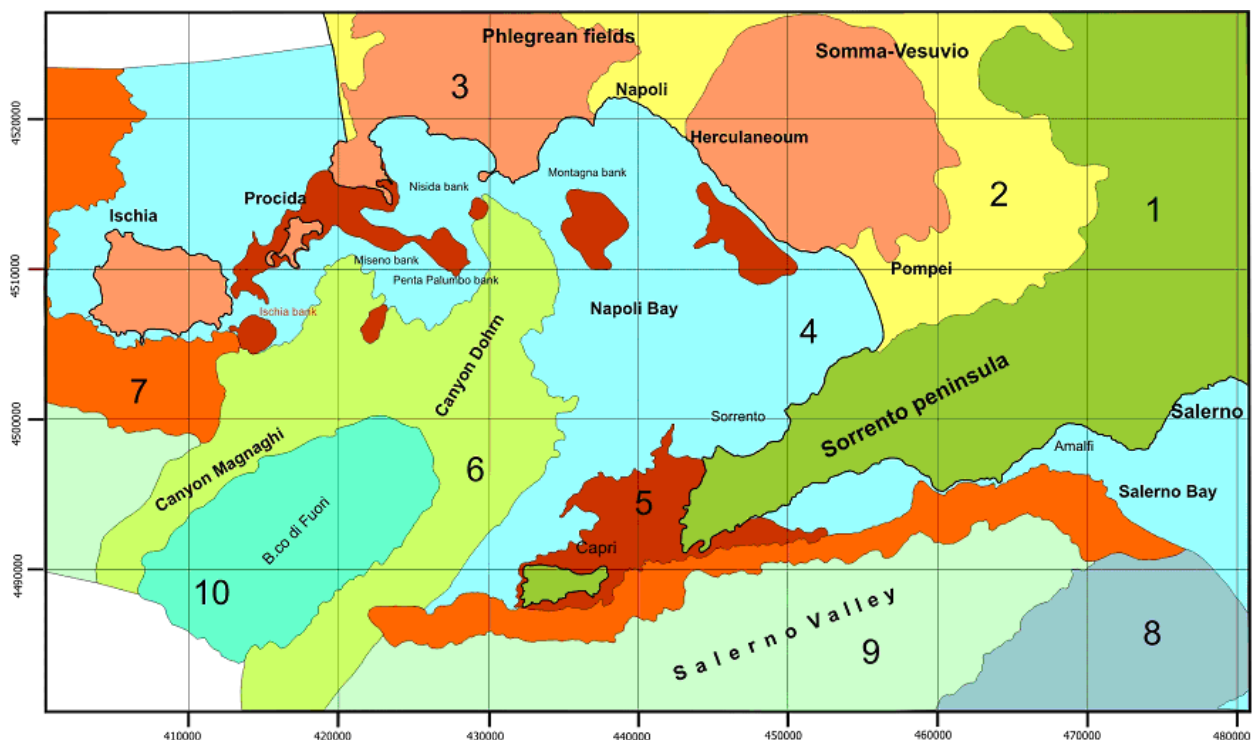 Phlegrean fields
Somma-Vesuvio
3
Napoli
4520000
Herculaneoum
Montagna bank
Nisida bank
Procida
2
1
Ischia
Miseno bank
Pompei
4510000
Penta Palumbo bank
Ischia bank
Napoli Bay
4
Canyon Dohrn
7
Sorrento peninsula
Salerno
4500000
Sorrento
Amalfi
Canyon Magnaghi
6
Salerno Bay
5
B.co di Fuori
Capri
4490000
10
Salerno Valley
8
9
410000
420000
430000
440000
450000
460000
470000
480000